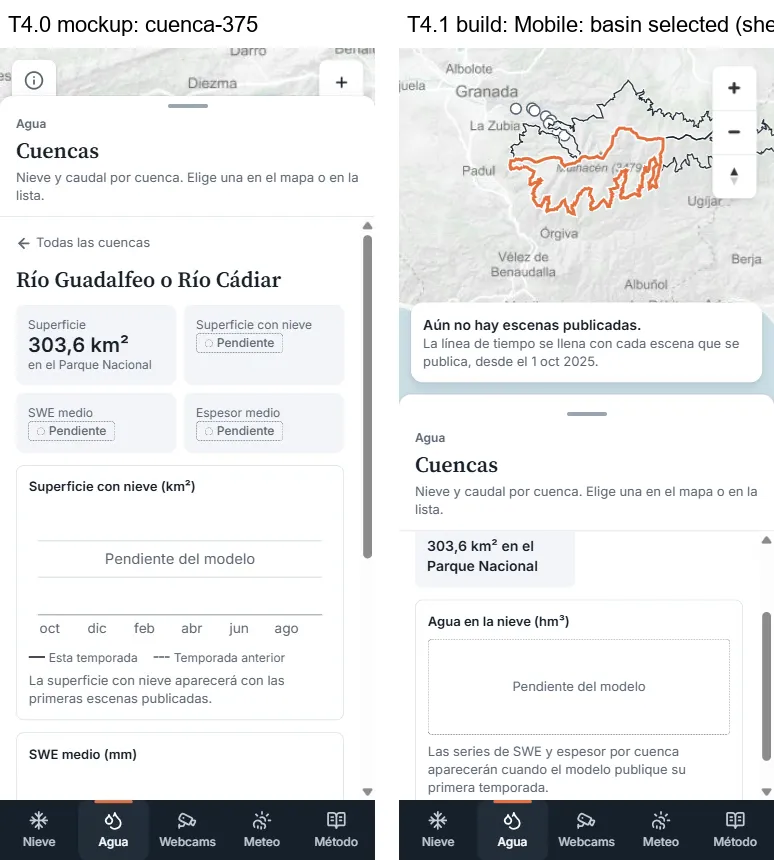 T4.0 mockup: cuenca-375
Darro
Diezma
+
Agua
Cuencas
Nieve y caudal por cuenca. Elige una en el mapa o en la
lista.
← Todas las cuencas
Río Guadalfeo o Río Cádiar
Superficie
303,6 km²
en el Parque Nacional
Superficie con nieve
Pendiente
SWE medio
Pendiente
Espesor medio
Pendiente
Superficie con nieve (km²)
Pendiente del modelo
oct dic feb abr jun ago
Esta temporada Temporada anterior
La superficie con nieve aparecerá con las
primeras escenas publicadas.
SWE medio (mm)
Nieve Agua Webcams Meteo Método
T4.1 build: Mobile: basin selected (she
Albolote
juela
Granada
La Zubia
Padul
Mulhacén (3479
Ugíjar
Órgiva
Vélez de
Benaudalla
Berja
Albuñol
+
−
Aún no hay escenas publicadas.
La línea de tiempo se llena con cada escena que se
publica, desde el 1 oct 2025.
Agua
Cuencas
Nieve y caudal por cuenca. Elige una en el mapa o en la
lista.
303,6 km² en el
Parque Nacional
Agua en la nieve (hm³)
Pendiente del modelo
Las series de SWE y espesor por cuenca
aparecerán cuando el modelo publique su
primera temporada.
Nieve Agua Webcams Meteo Método